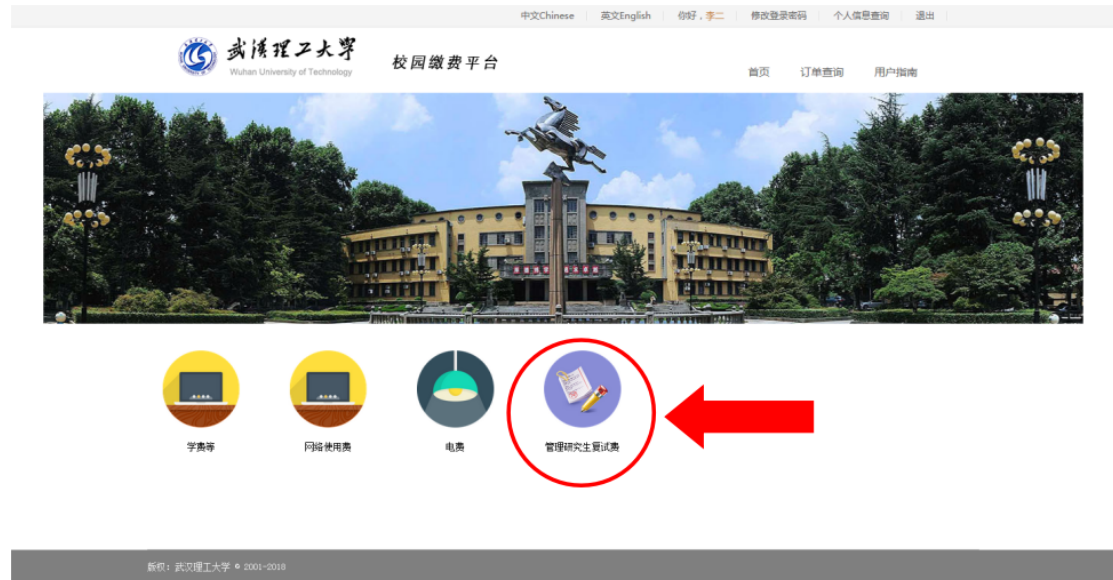 中文Chinese 英文English 你好，李二 修改登录密码 个人信息查询 退出
武汉理工大学
Wuhan University of Technology
校园缴费平台
首页 订单查询 用户指南
学费等 网络使用费 电费 管理研究生复试费
版权：武汉理工大学 © 2001-2018